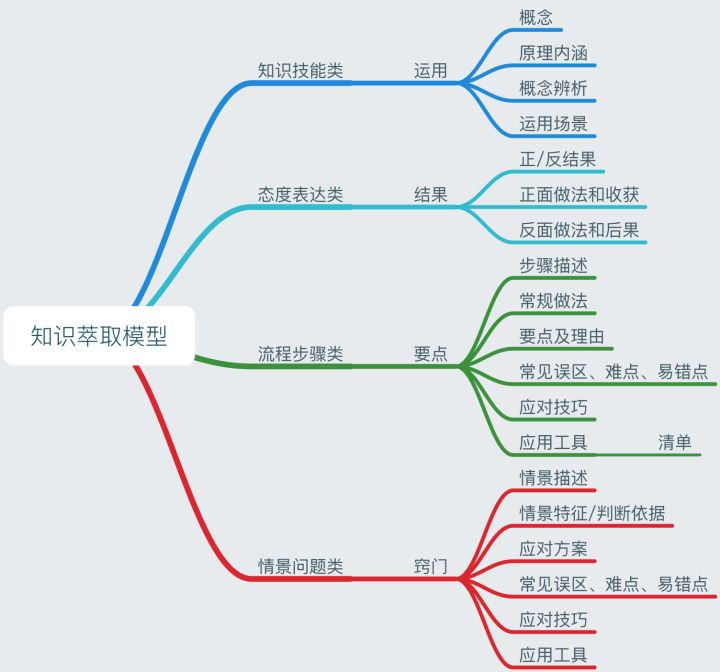 知识萃取模型
知识技能类
运用
概念
原理内涵
概念辨析
运用场景
态度表达类
结果
正/反结果
正面做法和收获
反面做法和后果
流程步骤类
要点
步骤描述
常规做法
要点及理由
常见误区、难点、易错点
应对技巧
应用工具
清单
情景问题类
窍门
情景描述
情景特征/判断依据
应对方案
常见误区、难点、易错点
应对技巧
应用工具